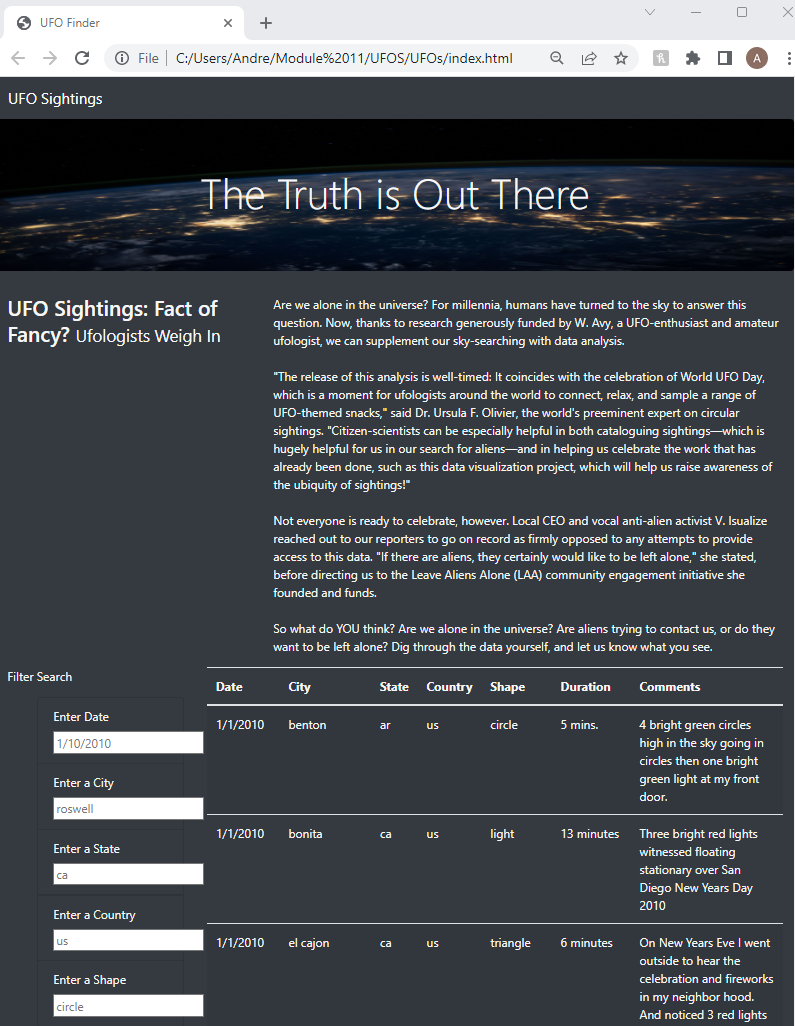 UFO Finder
File
C:/Users/Andre/Module%2011/UFOS/UFOs/index.html
A
UFO Sightings
The Truth is Out There
UFO Sightings: Fact of
Fancy? Ufologists Weigh In
Are we alone in the universe? For millennia, humans have turned to the sky to answer this
question. Now, thanks to research generously funded by W. Avy, a UFO-enthusiast and amateur
ufologist, we can supplement our sky-searching with data analysis.
"The release of this analysis is well-timed: It coincides with the celebration of World UFO Day,
which is a moment for ufologists around the world to connect, relax, and sample a range of
UFO-themed snacks," said Dr. Ursula F. Olivier, the world's preeminent expert on circular
sightings. "Citizen-scientists can be especially helpful in both cataloguing sightings—which is
hugely helpful for us in our search for aliens—and in helping us celebrate the work that has
already been done, such as this data visualization project, which will help us raise awareness of
the ubiquity of sightings!"
Not everyone is ready to celebrate, however. Local CEO and vocal anti-alien activist V. Isualize
reached out to our reporters to go on record as firmly opposed to any attempts to provide
access to this data. "If there are aliens, they certainly would like to be left alone," she stated,
before directing us to the Leave Aliens Alone (LAA) community engagement initiative she
founded and funds.
So what do YOU think? Are we alone in the universe? Are aliens trying to contact us, or do they
want to be left alone? Dig through the data yourself, and let us know what you see.
Filter Search
Enter Date
1/10/2010
Enter a City
roswell
Enter a State
ca
Enter a Country
us
Enter a Shape
circle
Date City State Country Shape Duration Comments
1/1/2010 benton ar us circle 5 mins. 4 bright green circles
high in the sky going in
circles then one bright
green light at my front
door.
1/1/2010 bonita ca us light 13 minutes Three bright red lights
witnessed floating
stationary over San
Diego New Years Day
2010
1/1/2010 el cajon ca us triangle 6 minutes On New Years Eve I went
outside to hear the
celebration and fireworks
in my neighbor hood.
And noticed 3 red lights